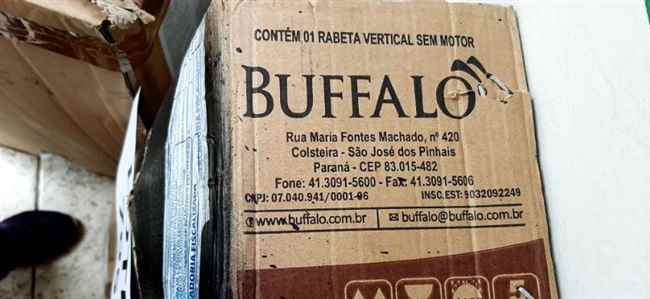 CONTÉM 01 RABETA VERTICAL SEM MOTOR
BUFFALO
Rua Maria Fontes Machado, nº 420
Colsteira - São José dos Pinhais
Paraná - CEP 83.015-482
Fone: 41.3091-5600 - Fax: 41.3091-5606
CNPJ: 07.040.941/0001-96 INSC.EST: 9032092249
www.buffalo.com.br buffalo@buffalo.com.br